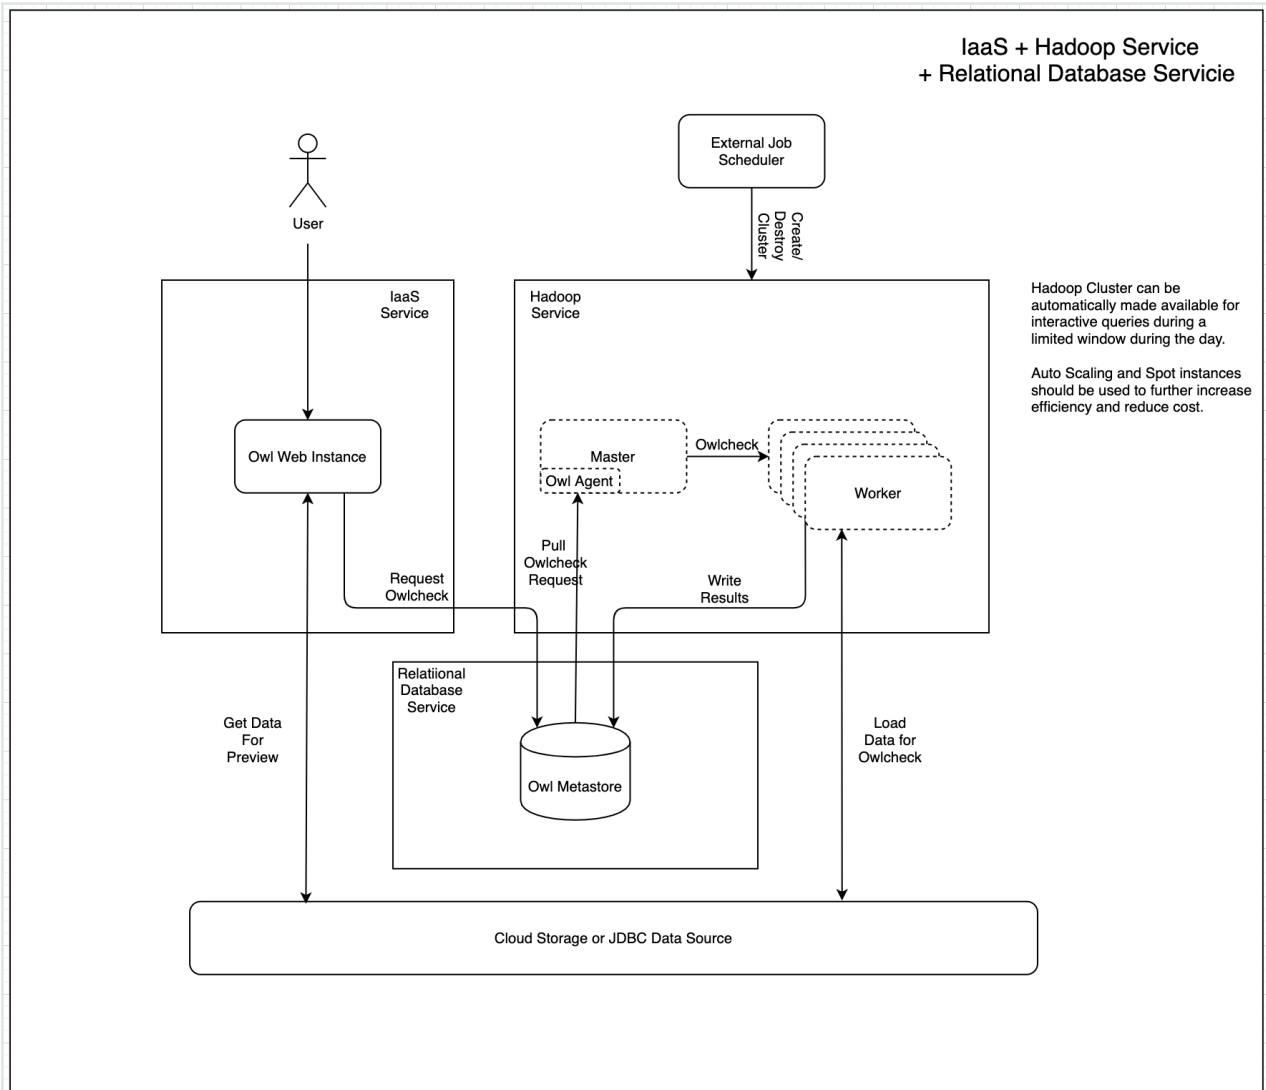 IaaS + Hadoop Service
+ Relational Database Servicie
External Job
Scheduler
User
Create/
Destroy
Cluster
IaaS
Service
Hadoop
Service
Hadoop Cluster can be
automatically made available for
interactive queries during a
limited window during the day.
Auto Scaling and Spot instances
should be used to further increase
efficiency and reduce cost.
Owl Web Instance
Master
Owl Agent
Owlcheck
Worker
Pull
Owlcheck
Request
Request
Owlcheck
Write
Results
Relatiional
Database
Service
Get Data
For
Preview
Load
Data for
Owlcheck
Owl Metastore
Cloud Storage or JDBC Data Source